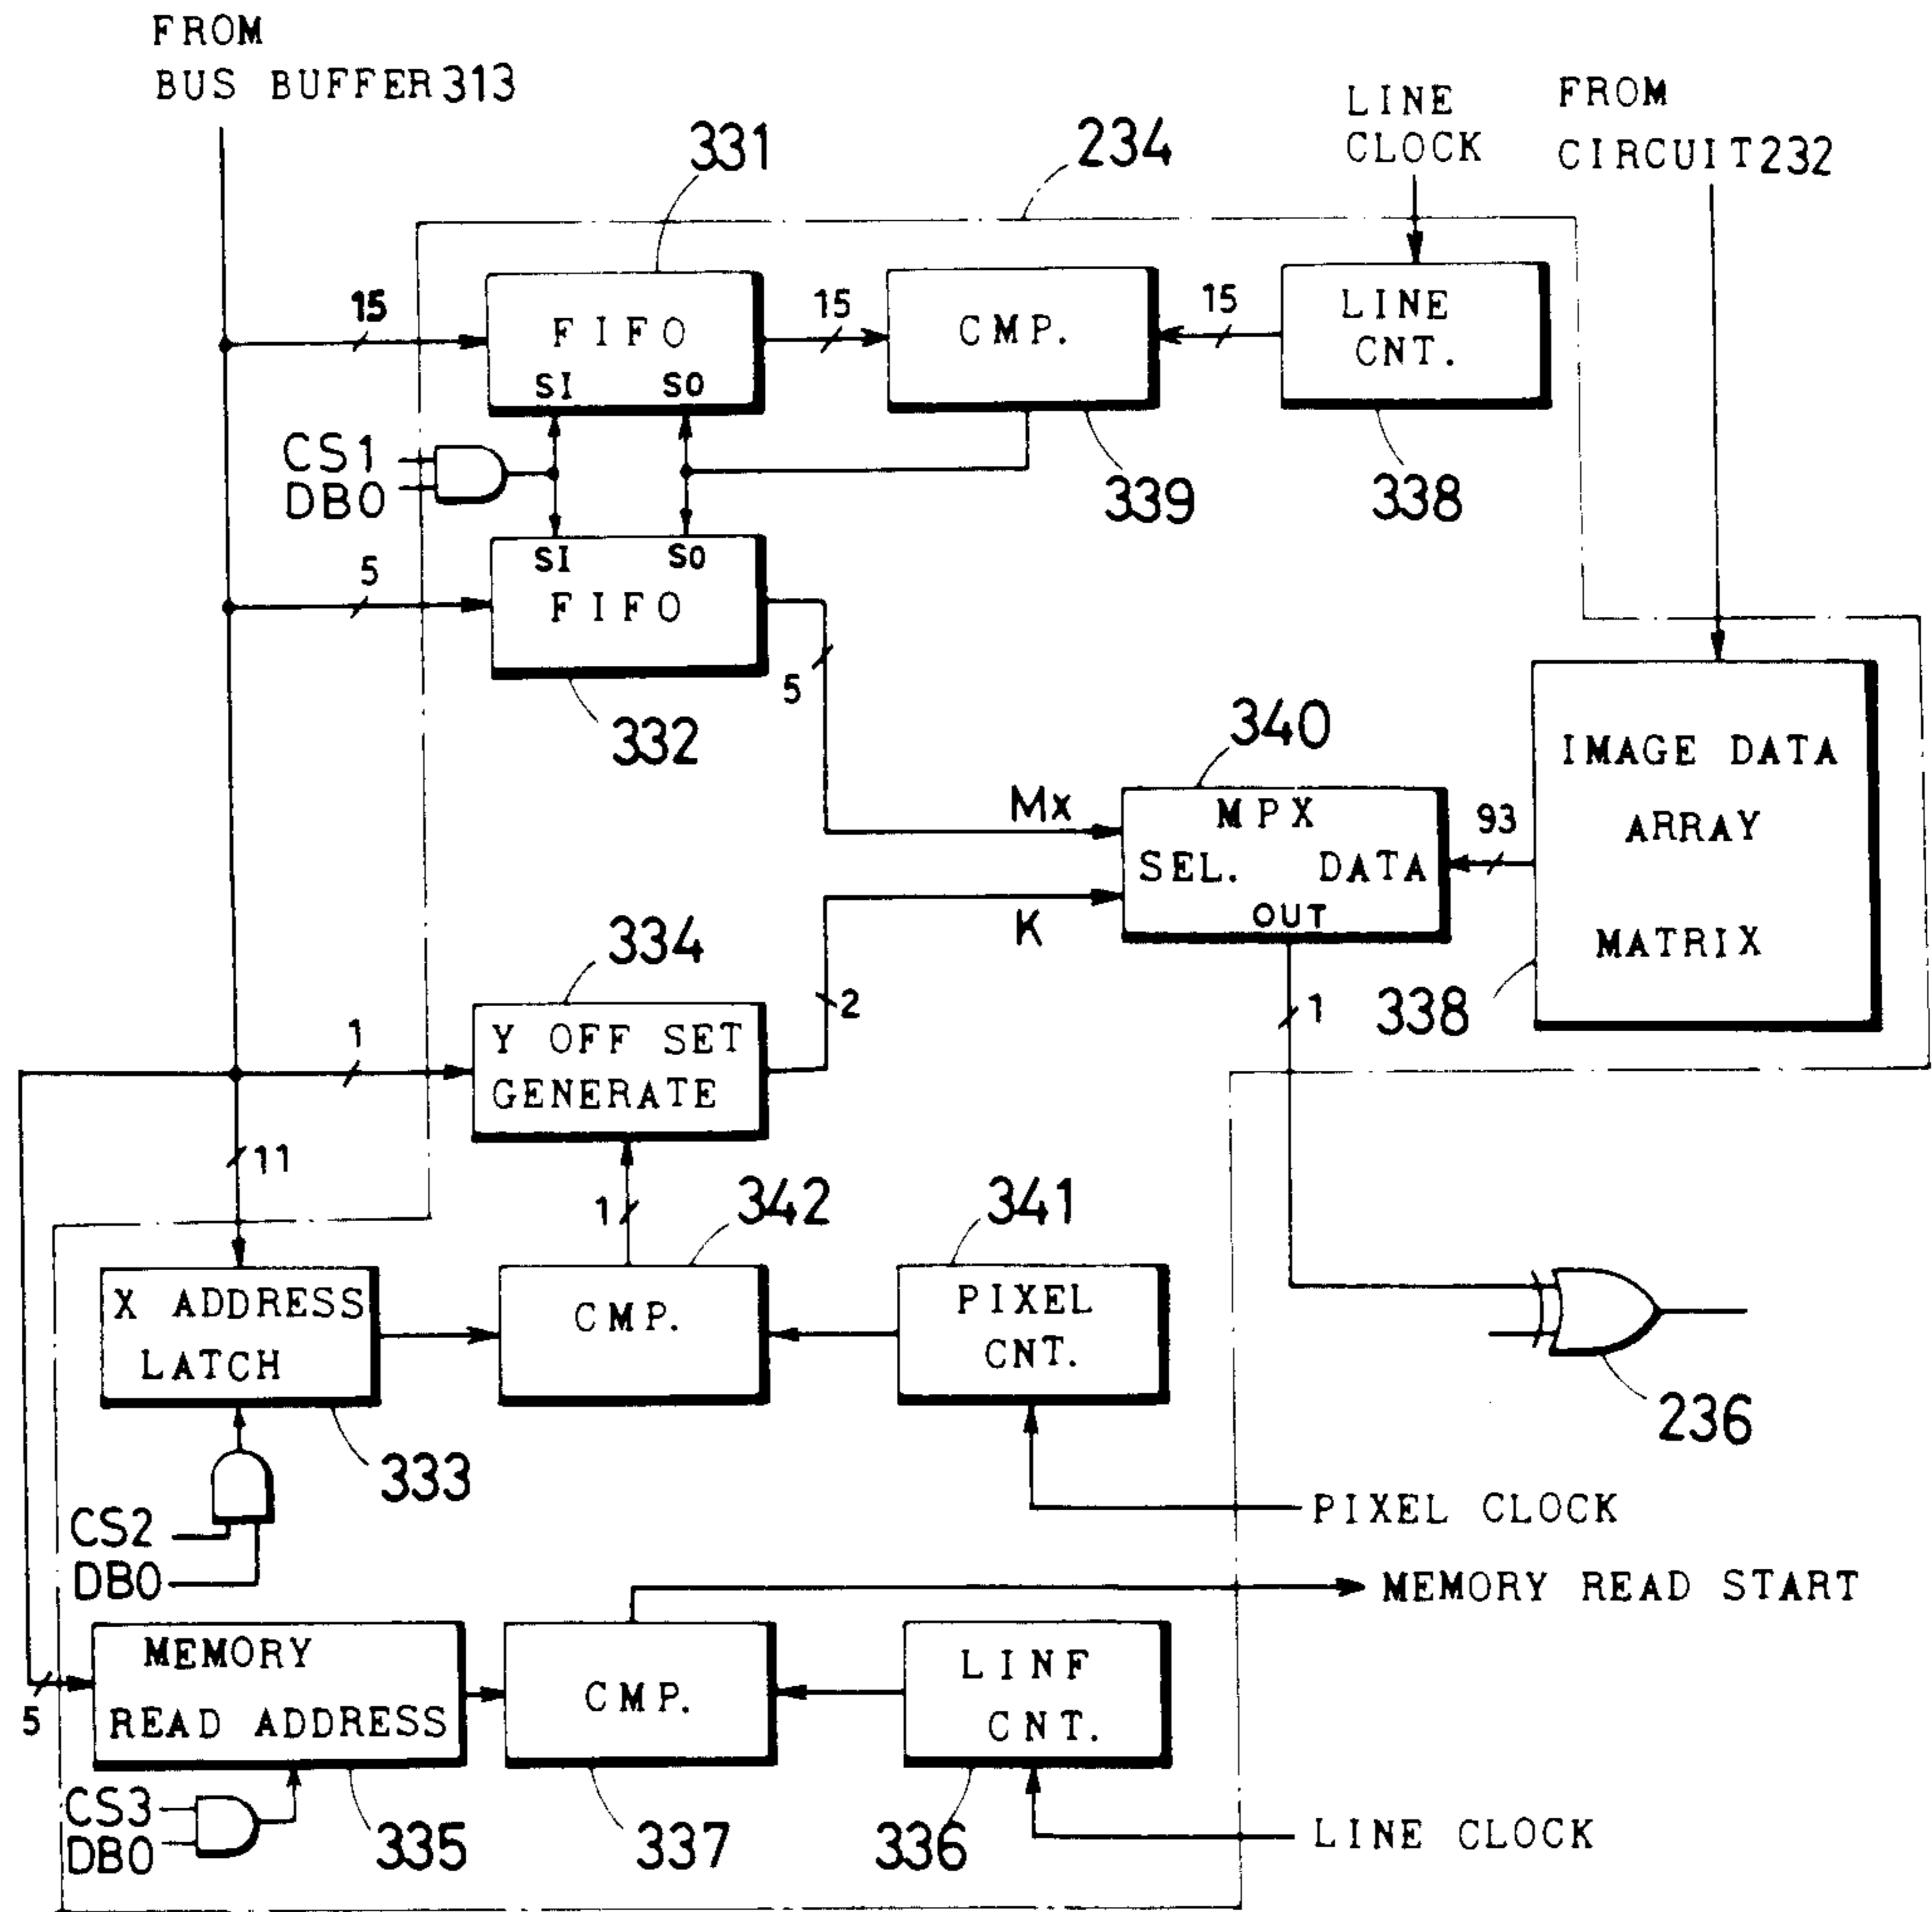 FROM
BUS BUFFER 313
LINE
CLOCK
FROM
CIRCUIT 232
331
234
15
FIFO
SI SO
15
CMP.
15
LINE
CNT.
CS1
DB0
339
338
5
SI SO
FIFO
332
5
340
Mx
MPX
SEL. DATA
OUT
K
93
IMAGE DATA
ARRAY
MATRIX
338
334
1
Y OFF SET
GENERATE
2
1
11
1
342
341
X ADDRESS
LATCH
CMP.
PIXEL
CNT.
333
236
CS2
DB0
PIXEL CLOCK
MEMORY READ START
5
MEMORY
READ ADDRESS
CMP.
LINF
CNT.
CS3
DB0
335
337
336
LINE CLOCK